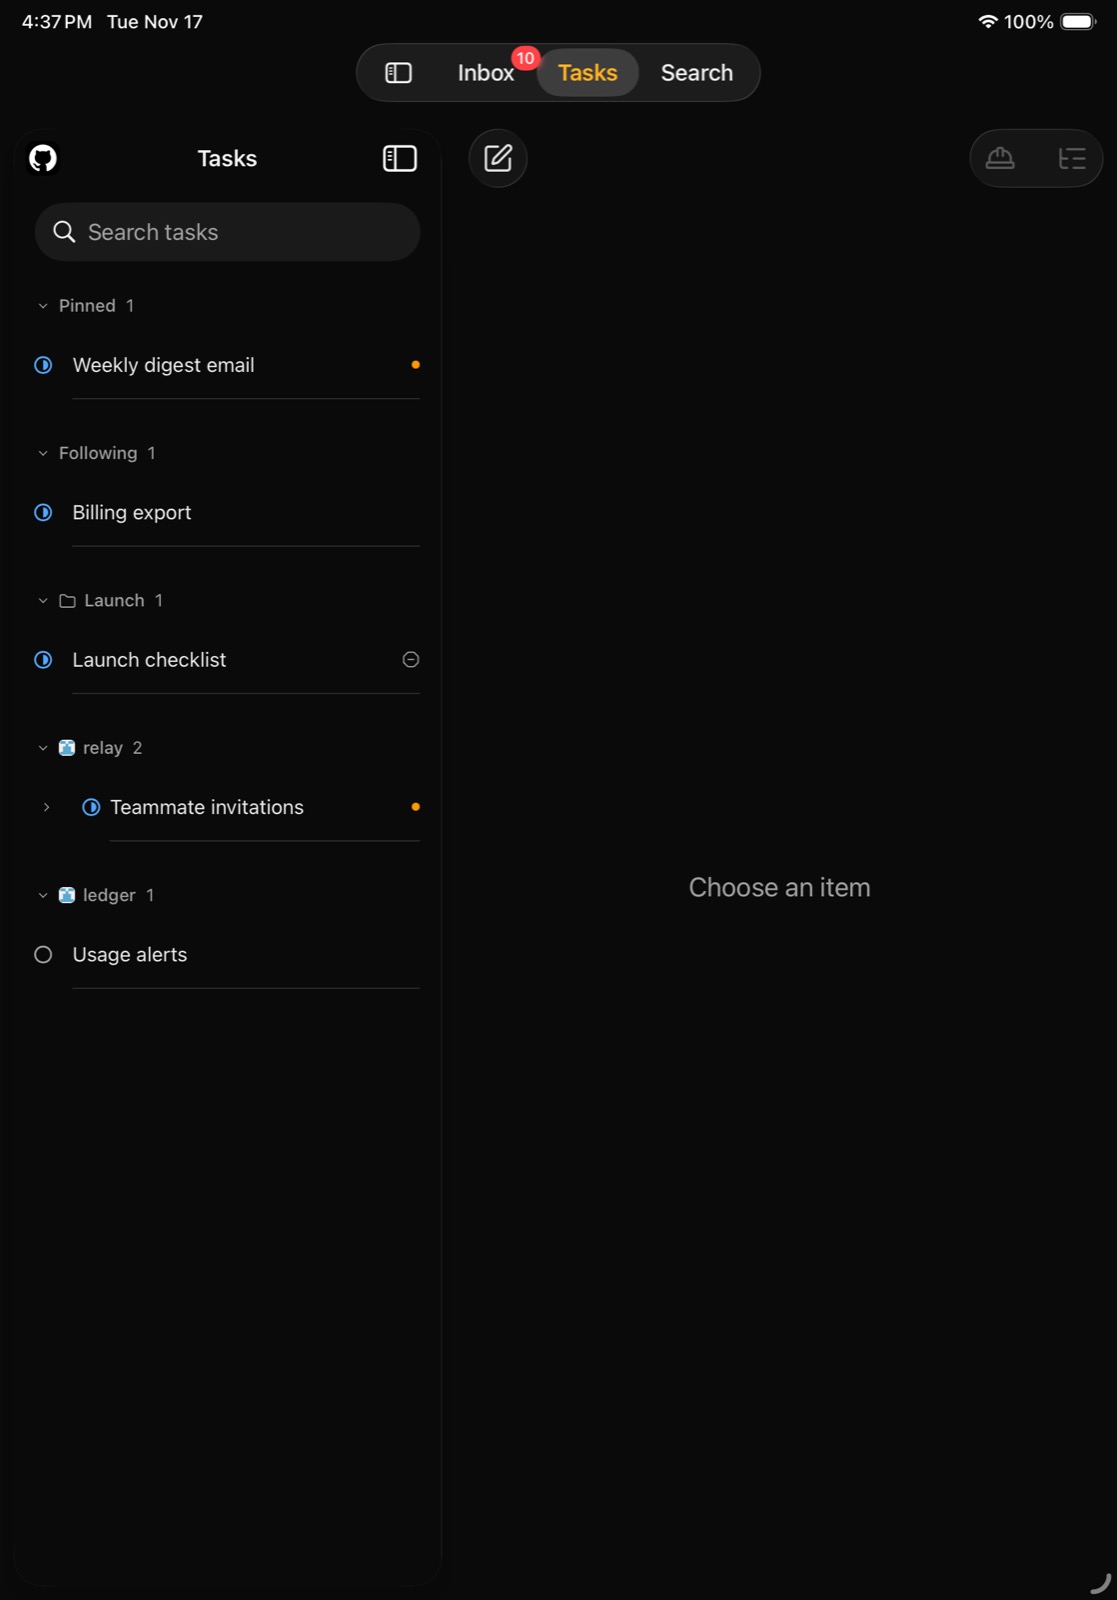 4:37 PM Tue Nov 17
100%
Inbox 10 Tasks Search
Tasks
Search tasks
Pinned 1
Weekly digest email
Following 1
Billing export
Launch 1
Launch checklist
relay 2
Teammate invitations
ledger 1
Usage alerts
Choose an item